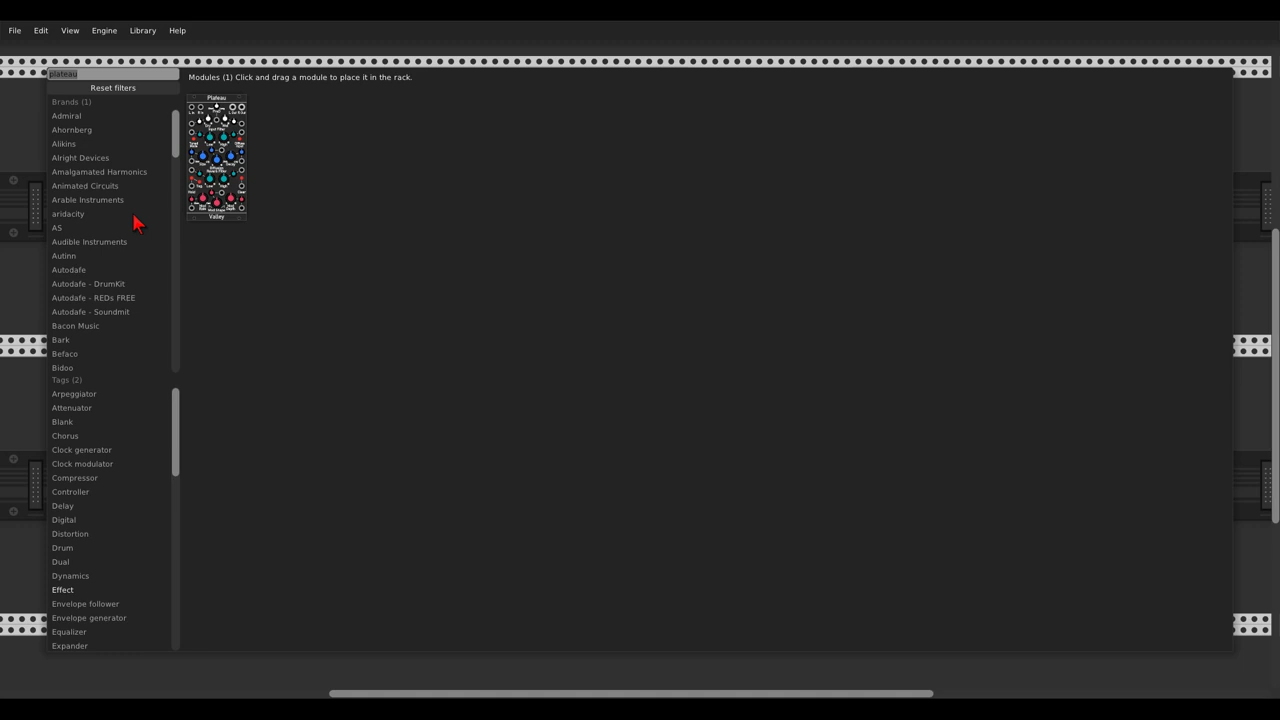 File Edit View Engine Library Help
plateau
Modules (1) Click and drag a module to place it in the rack.
Reset filters
Brands (1)
Admiral
Ahornberg
Alikins
Alright Devices
Amalgamated Harmonics
Animated Circuits
Arable Instruments
aridacity
AS
Audible Instruments
Autinn
Autodafe
Autodafe - DrumKit
Autodafe - REDs FREE
Autodafe - Soundmit
Bacon Music
Bark
Befaco
Bidoo
Tags (2)
Arpeggiator
Attenuator
Blank
Chorus
Clock generator
Clock modulator
Compressor
Controller
Delay
Digital
Distortion
Drum
Dual
Dynamics
Effect
Envelope follower
Envelope generator
Equalizer
Expander
Plateau
Input Filter
Reverb Filter
Valley